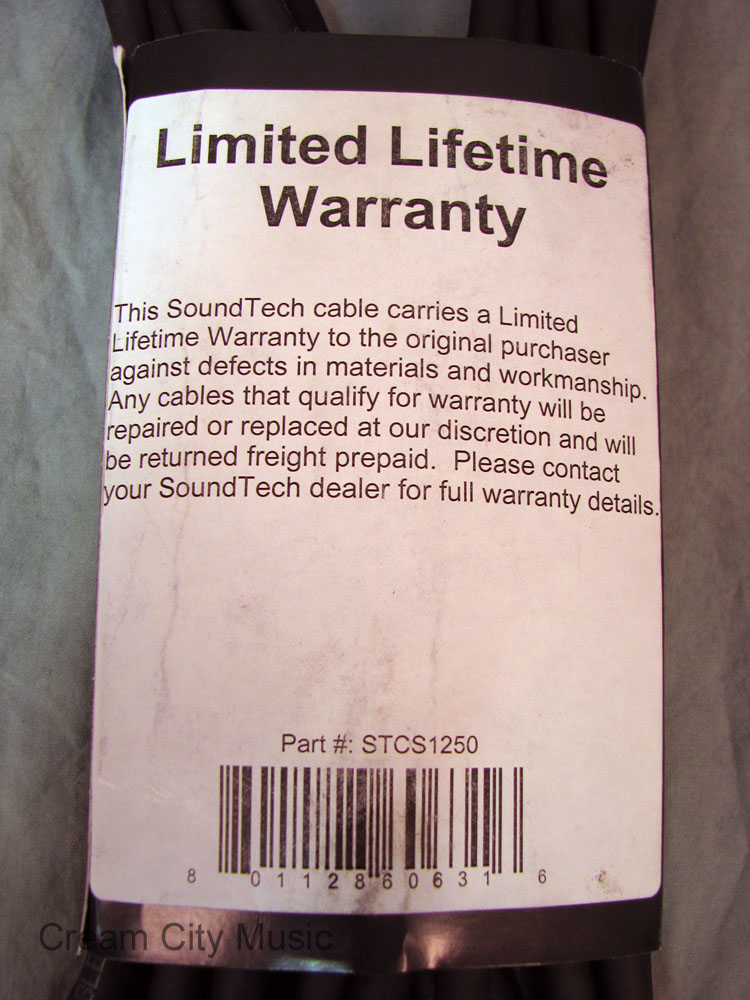 Limited Lifetime
Warranty
This SoundTech cable carries a Limited
Lifetime Warranty to the original purchaser
against defects in materials and workmanship.
Any cables that qualify for warranty will be
repaired or replaced at our discretion and will
be returned freight prepaid.  Please contact
your SoundTech dealer for full warranty details.
Part #: STCS1250
8 01128 60631 6
Cream City Music